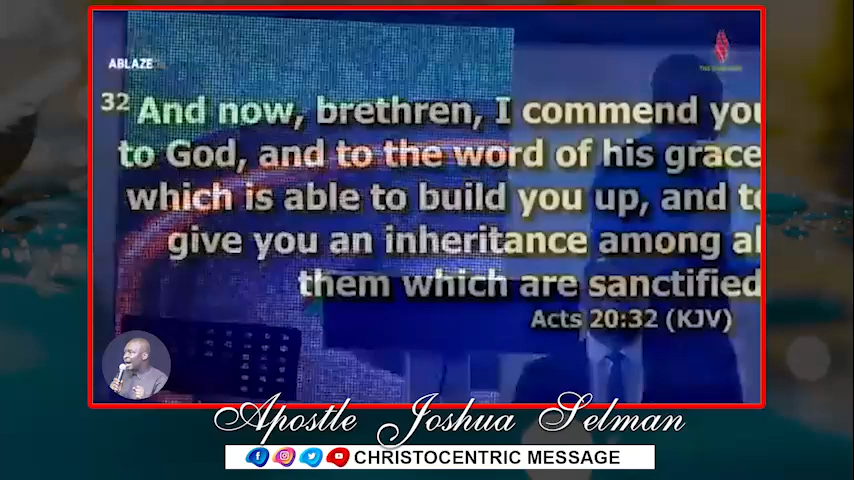 ABLAZE
32 And now, brethren, I commend you
to God, and to the word of his grace
which is able to build you up, and to
give you an inheritance among al
them which are sanctified
Acts 20:32 (KJV)
Apostle Joshua Selman
CHRISTOCENTRIC MESSAGE